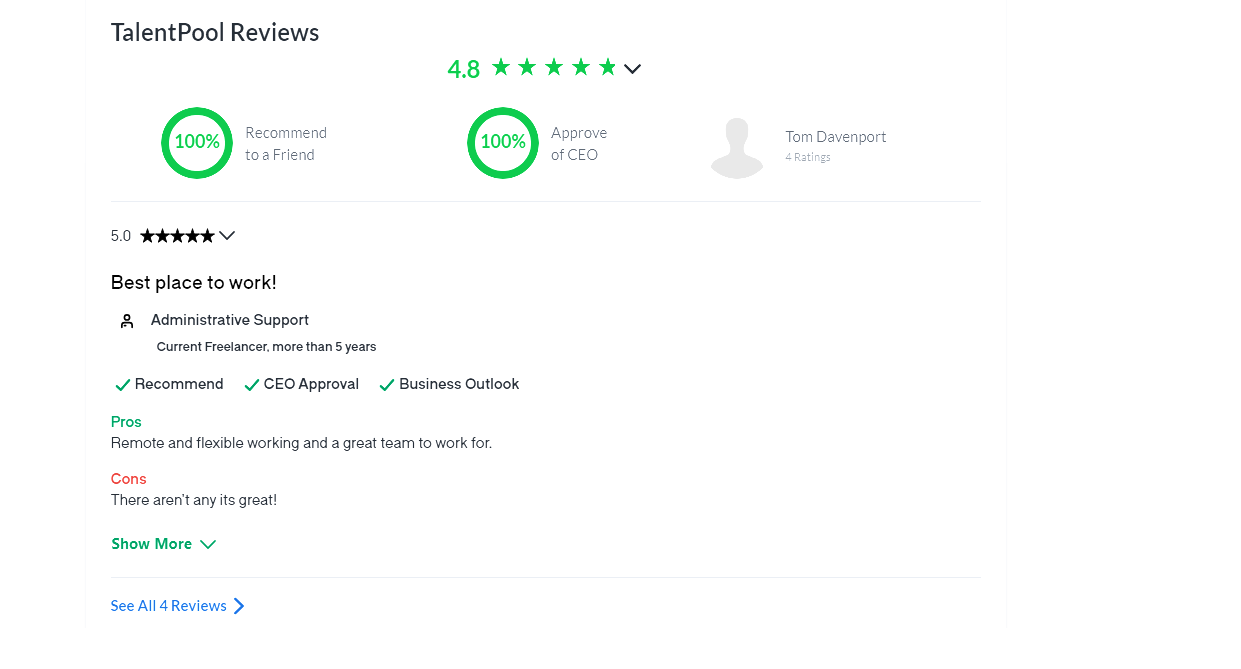 TalentPool Reviews
4.8
100%
Recommend
to a Friend
100%
Approve
of CEO
Tom Davenport
4 Ratings
5.0
Best place to work!
Administrative Support
Current Freelancer, more than 5 years
Recommend CEO Approval Business Outlook
Pros
Remote and flexible working and a great team to work for.
Cons
There aren't any its great!
Show More
See All 4 Reviews